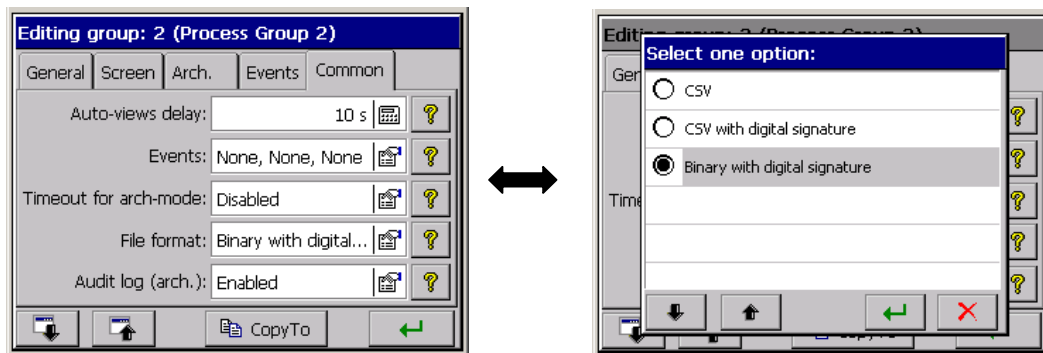 Editing group: 2 (Process Group 2)
General Screen Arch. Events Common
Auto-views delay: 10 s
Events: None, None, None
Timeout for arch-mode: Disabled
File format: Binary with digital...
Audit log (arch.): Enabled
CopyTo
Select one option:
CSV
CSV with digital signature
Binary with digital signature